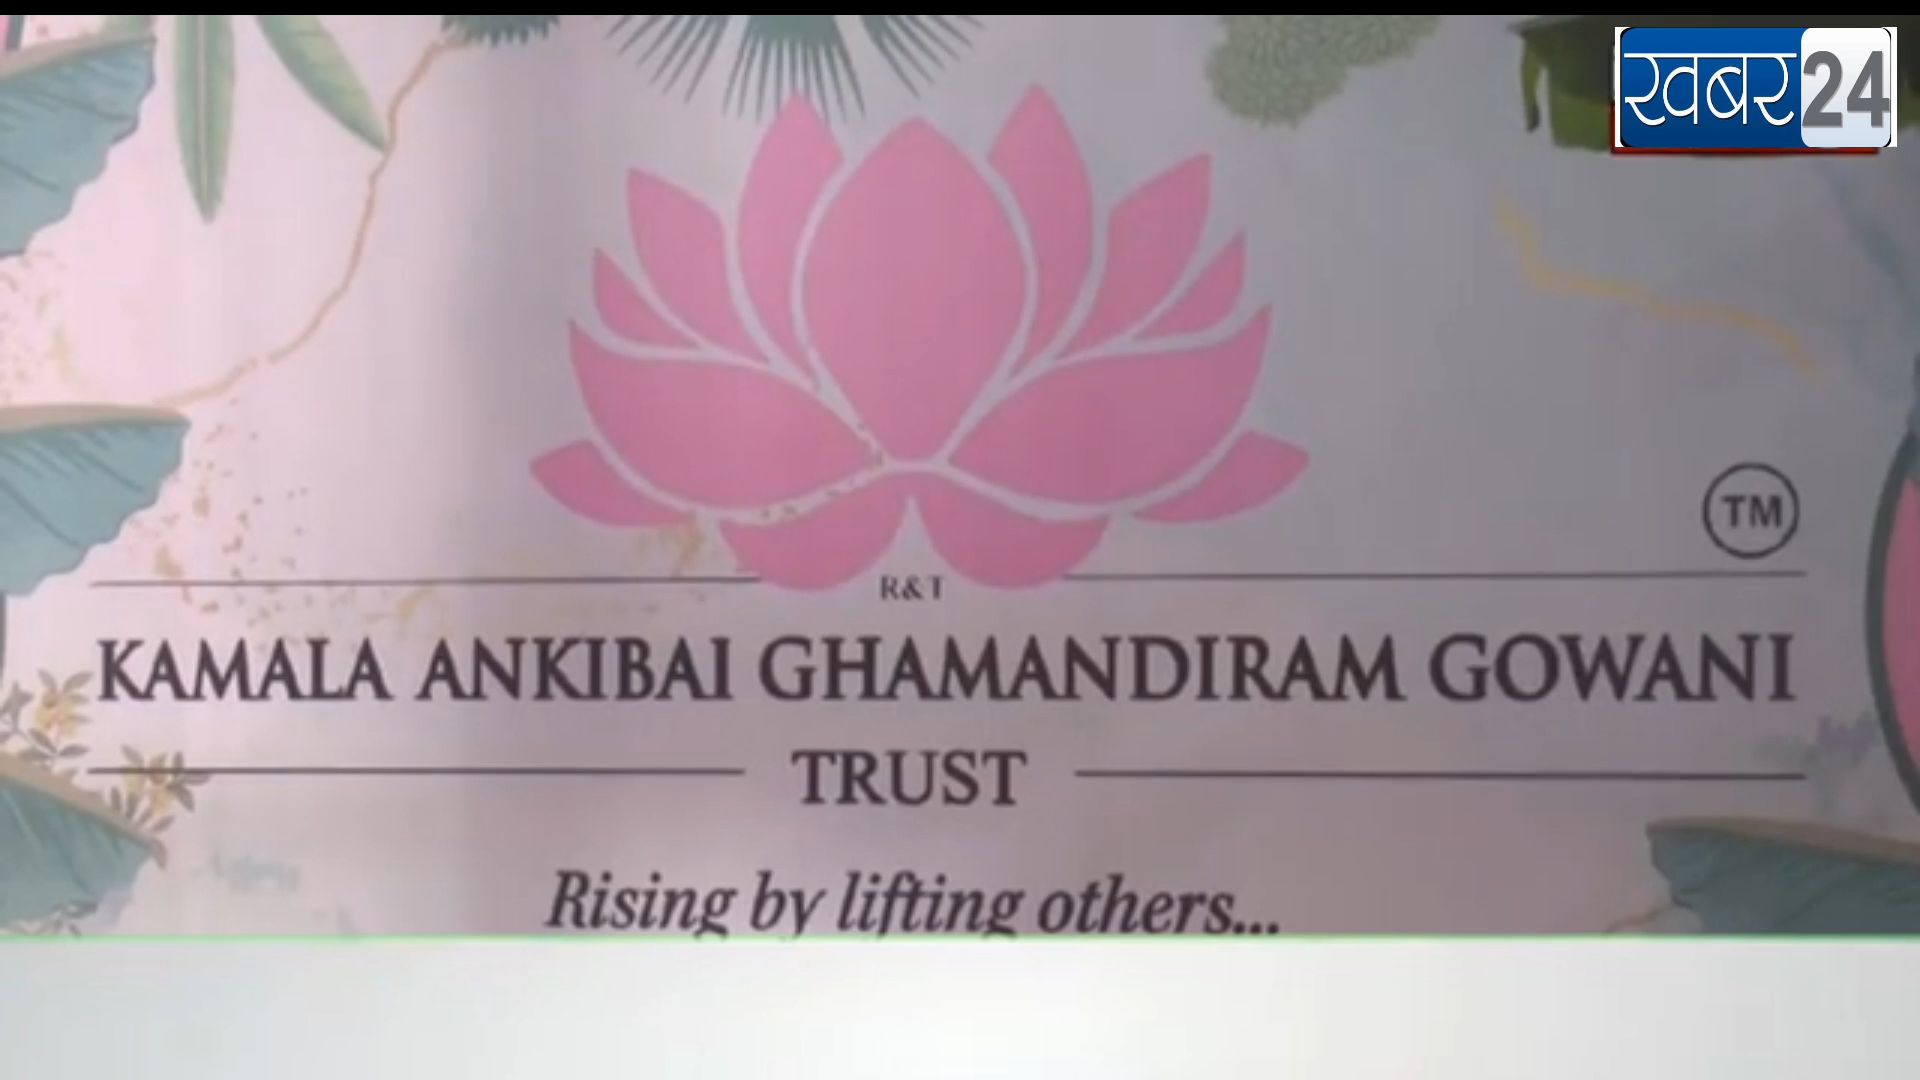 खबर24
TM
R&T
KAMALA ANKIBAI GHAMANDIRAM GOWANI
TRUST
Rising by lifting others...